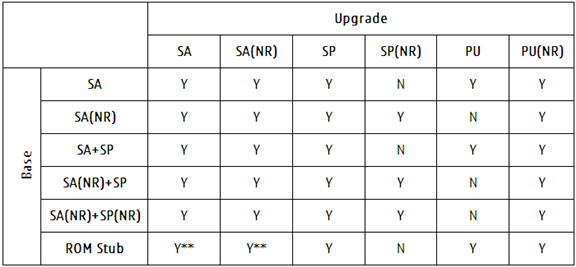 Upgrade
SA SA(NR) SP SP(NR) PU PU(NR)
Base
SA Y Y Y N Y Y
SA(NR) Y Y Y Y N Y
SA+SP Y Y Y N Y Y
SA(NR)+SP Y Y Y Y N Y
SA(NR)+SP(NR) Y Y Y Y N Y
ROM Stub Y** Y** Y N Y Y